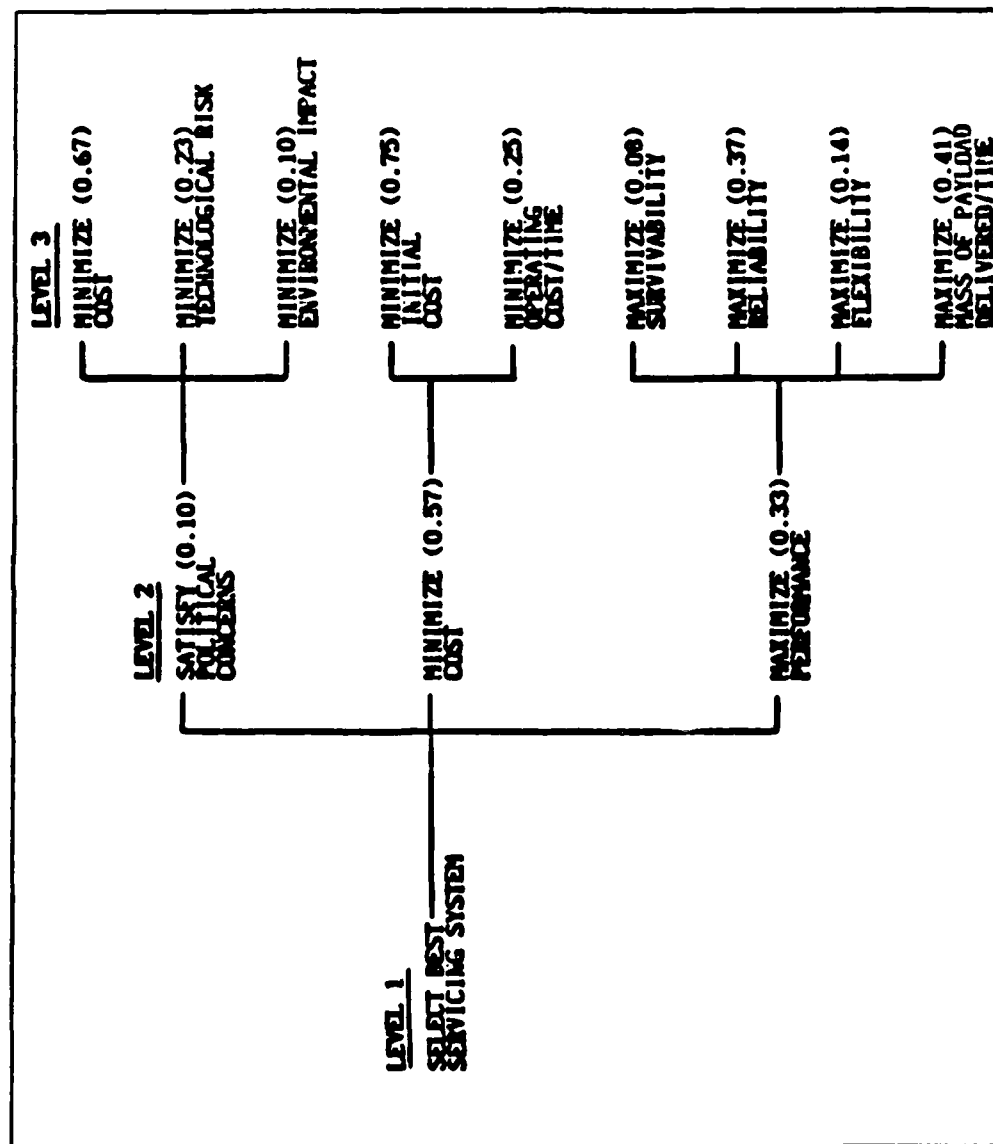 LEVEL 1
SELECT BEST
SERVICING SYSTEM
LEVEL 2
SATISFY (0.10)
POLITICAL
CONCERNS
MINIMIZE (0.57)
COST
MAXIMIZE (0.33)
PERFORMANCE
LEVEL 3
MINIMIZE (0.67)
COST
MINIMIZE (0.23)
TECHNOLOGICAL RISK
MINIMIZE (0.10)
ENVIRONMENTAL IMPACT
MINIMIZE (0.75)
INITIAL
COST
MINIMIZE (0.25)
OPERATING
COST/TIME
MAXIMIZE (0.08)
SURVIVABILITY
MAXIMIZE (0.37)
RELIABILITY
MAXIMIZE (0.14)
FLEXIBILITY
MAXIMIZE (0.41)
MASS OF PAYLOAD
DELIVERED/TIME